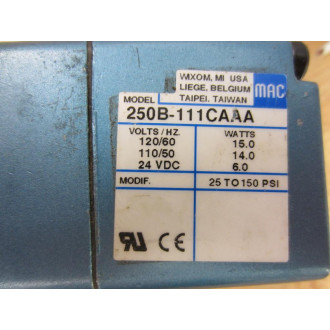 WIXOM, MI USA
LIEGE, BELGIUM
TAIPEI, TAIWAN
MAC
MODEL
250B-111CAAA
VOLTS/HZ. WATTS
120/60 15.0
110/50 14.0
24 VDC 6.0
MODIF. 25 TO 150 PSI
CE